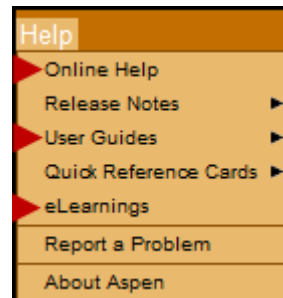 Help
Online Help
Release Notes
User Guides
Quick Reference Cards
eLearnings
Report a Problem
About Aspen